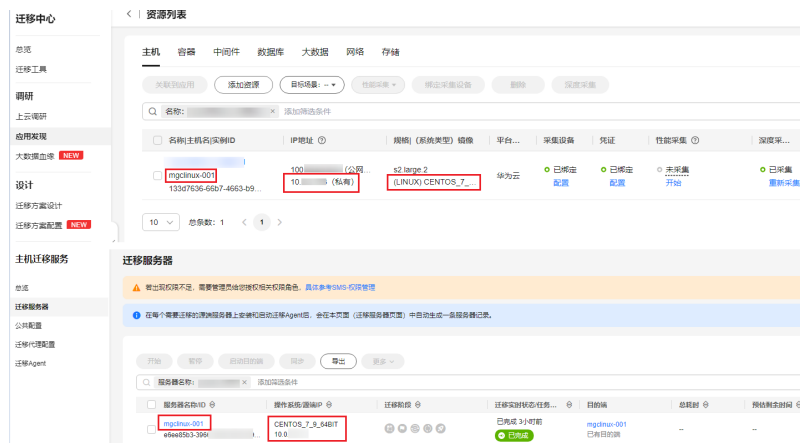 迁移中心
总览
迁移工具
调研
上云调研
应用发现
大数据血缘 NEW
设计
迁移方案设计
迁移方案配置 NEW
资源列表
主机 容器 中间件 数据库 大数据 网络 存储
关联到应用 添加资源 目标场景: -- 性能采集 绑定采集设备 删除 深度采集
名称: × 添加筛选条件
名称|主机名|实例ID IP地址 规格| (系统类型) 镜像 平台... 采集设备 凭证 性能采集 深度采...
100 (公网... s2.large.2 华为云 已绑定 已绑定 未采集 已采集
mgclinux-001 10. (私有) (LINUX) CENTOS_7_... 配置 配置 开始 重新采集
133d7636-66b7-4663-b9...
10 总条数: 1 < 1 >
主机迁移服务
总览
迁移服务器
公共配置
迁移代理配置
迁移Agent
迁移服务器
若出现权限不足，需要管理员给您授权相关权限角色，具体参考SMS-权限管理
在每个需要迁移的源端服务器上安装和启动迁移Agent后，会在本页面（迁移服务器页面）中自动生成一条服务器记录。
开始 暂停 启动目的端 同步 导出 更多
服务器名称: × 添加筛选条件
服务器名称/ID 操作系统/源端IP 迁移阶段 迁移实时状态/任务... 目的端 总耗时 预估剩余时间
mgclinux-001 CENTOS_7_9_64BIT 已完成 3小时前 mgclinux-001 -- --
10.0 已完成 已有目的端